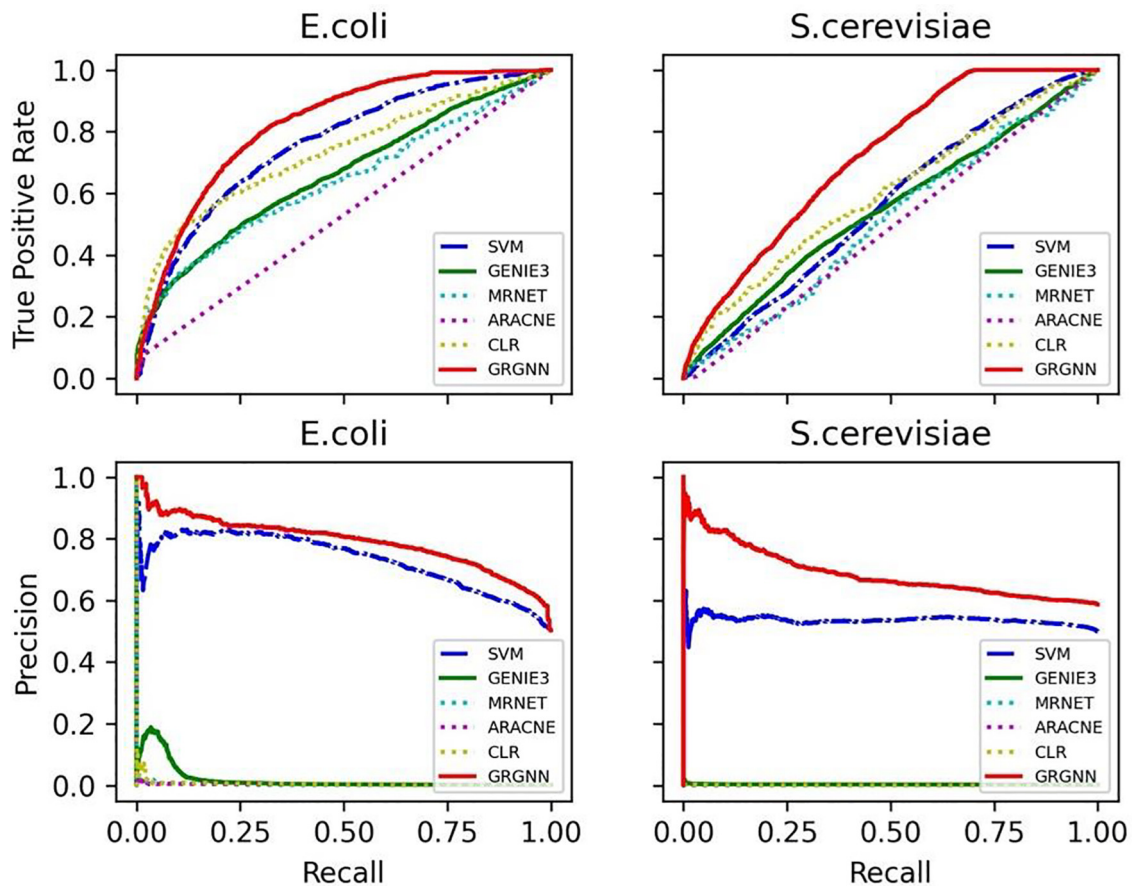 E.coli
S.cerevisiae
True Positive Rate
1.0
0.8
0.6
0.4
0.2
0.0
SVM
GENIE3
MRNET
ARACNE
CLR
GRGNN
SVM
GENIE3
MRNET
ARACNE
CLR
GRGNN
E.coli
S.cerevisiae
Precision
1.0
0.8
0.6
0.4
0.2
0.0
SVM
GENIE3
MRNET
ARACNE
CLR
GRGNN
SVM
GENIE3
MRNET
ARACNE
CLR
GRGNN
0.00 0.25 0.50 0.75 1.00
0.00 0.25 0.50 0.75 1.00
Recall
Recall